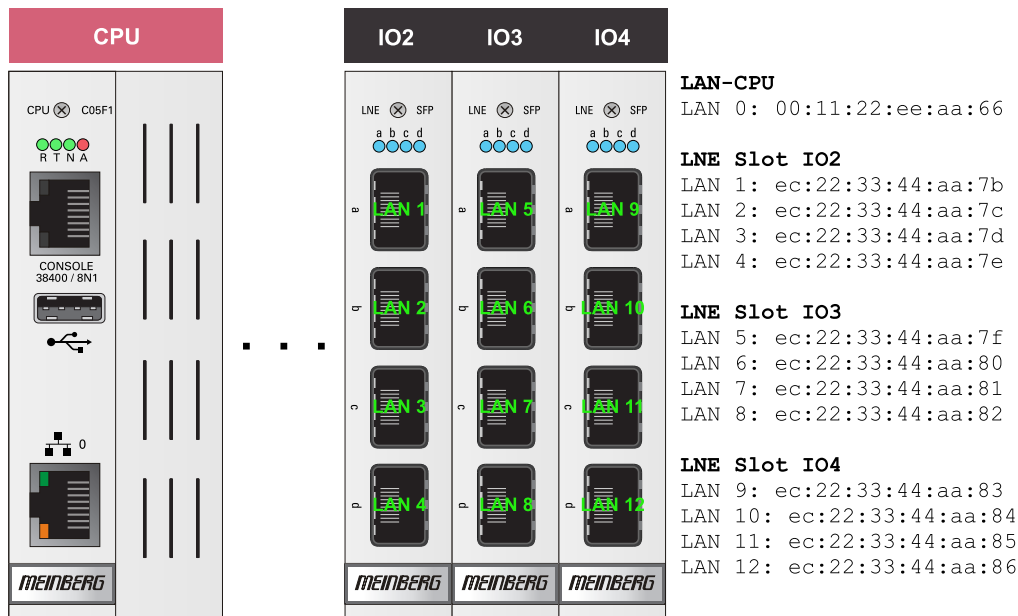 CPU
IO2 IO3 IO4
CPU C05F1
R T N A
CONSOLE
38400 / 8N1
0
MEINBERG
. . .
LNE SFP
a b c d
a LAN 1
b LAN 2
c LAN 3
d LAN 4
MEINBERG
LNE SFP
a b c d
a LAN 5
b LAN 6
c LAN 7
d LAN 8
MEINBERG
LNE SFP
a b c d
a LAN 9
b LAN 10
c LAN 11
d LAN 12
MEINBERG
LAN-CPU
LAN 0: 00:11:22:ee:aa:66
LNE Slot IO2
LAN 1: ec:22:33:44:aa:7b
LAN 2: ec:22:33:44:aa:7c
LAN 3: ec:22:33:44:aa:7d
LAN 4: ec:22:33:44:aa:7e
LNE Slot IO3
LAN 5: ec:22:33:44:aa:7f
LAN 6: ec:22:33:44:aa:80
LAN 7: ec:22:33:44:aa:81
LAN 8: ec:22:33:44:aa:82
LNE Slot IO4
LAN 9: ec:22:33:44:aa:83
LAN 10: ec:22:33:44:aa:84
LAN 11: ec:22:33:44:aa:85
LAN 12: ec:22:33:44:aa:86